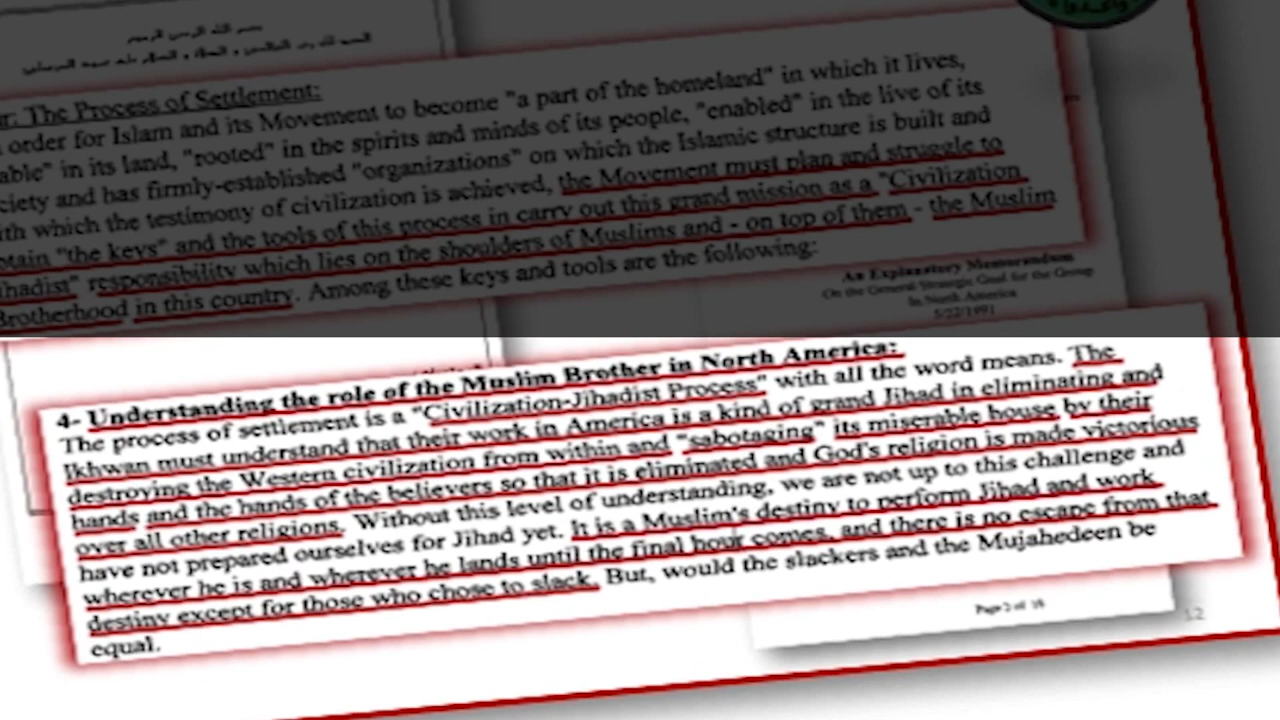 بسم الله الرحمن الرحيم
r: The Process of Settlement:
order for Islam and its Movement to become "a part of the homeland" in which it lives,
able" in its land, "rooted" in the spirits and minds of its people, "enabled" in the live of its
ciety and has firmly-established "organizations" on which the Islamic structure is built and
th which the testimony of civilization is achieved, the Movement must plan and struggle to
btain "the keys" and the tools of this process in carry out this grand mission as a "Civilization
ihadist" responsibility which lies on the shoulders of Muslims and - on top of them - the Muslim
Brotherhood in this country. Among these keys and tools are the following:
An Explanatory Memorandum
On the General Strategic Goal for the Group
In North America
5/22/1991
4- Understanding the role of the Muslim Brother in North America:
The process of settlement is a "Civilization-Jihadist Process" with all the word means. The
Ikhwan must understand that their work in America is a kind of grand Jihad in eliminating and
destroying the Western civilization from within and "sabotaging" its miserable house by their
hands and the hands of the believers so that it is eliminated and God's religion is made victorious
over all other religions. Without this level of understanding, we are not up to this challenge and
have not prepared ourselves for Jihad yet. It is a Muslim's destiny to perform Jihad and work
wherever he is and wherever he lands until the final hour comes, and there is no escape from that
destiny except for those who chose to slack. But, would the slackers and the Mujahedeen be
equal.
Page 2 of 18
12